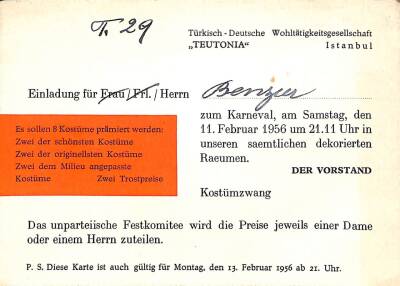 T. 29
Türkisch - Deutsche Wohltätigkeitsgesellschaft
„TEUTONIA” Istanbul
Einladung für Frau / Frl. / Herrn Benzur
zum Karneval, am Samstag, den
11. Februar 1956 um 21.11 Uhr in
unseren saemtlichen dekorierten
Raeumen.
DER VORSTAND
Kostümzwang
Es sollen 8 Kostüme prämiert werden:
Zwei der schönsten Kostüme
Zwei der originellsten Kostüme
Zwei dem Milieu angepasste
Kostüme Zwei Trostpreise
Das unparteiische Festkomitee wird die Preise jeweils einer Dame
oder einem Herrn zuteilen.
P. S. Diese Karte ist auch gültig für Montag, den 13. Februar 1956 ab 21 Uhr.